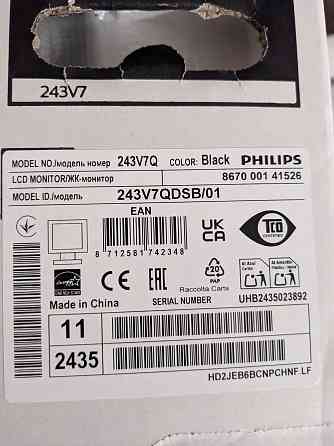 243V7
MODEL NO./модель номер 243V7Q COLOR: Black PHILIPS
LCD MONITOR/ЖК-монитор 8670 001 41526
MODEL ID./модель 243V7QDSB/01
EAN
8 712581 742348
UK
CA
TCO
CERTIFIED
CE EAC
20
PAP
Raccolta Carta
Made in China SERIAL NUMBER UHB2435023892
11
2435
HD2JEB6BCNPCHNF.LF